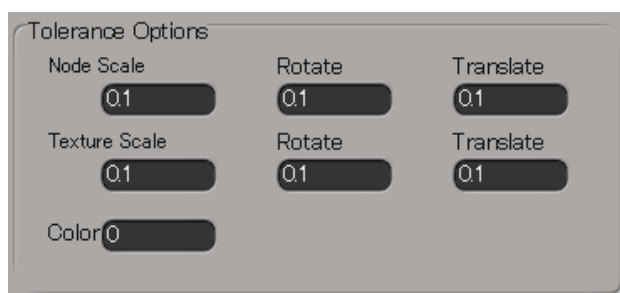 Tolerance Options
Node Scale Rotate Translate
0.1 0.1 0.1
Texture Scale Rotate Translate
0.1 0.1 0.1
Color 0